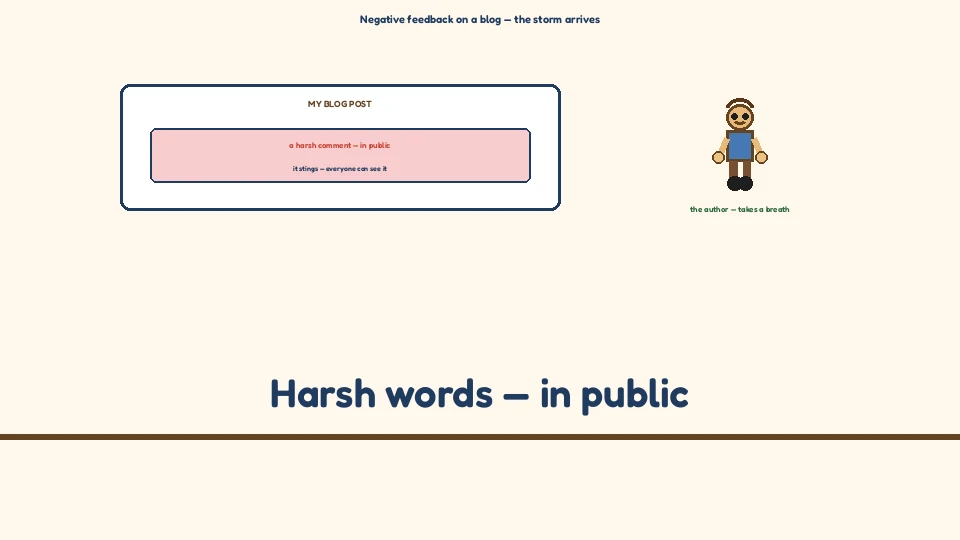 Negative feedback on a blog — the storm arrives
MY BLOG POST
a harsh comment — in public
it stings — everyone can see it
the author — takes a breath
Harsh words — in public